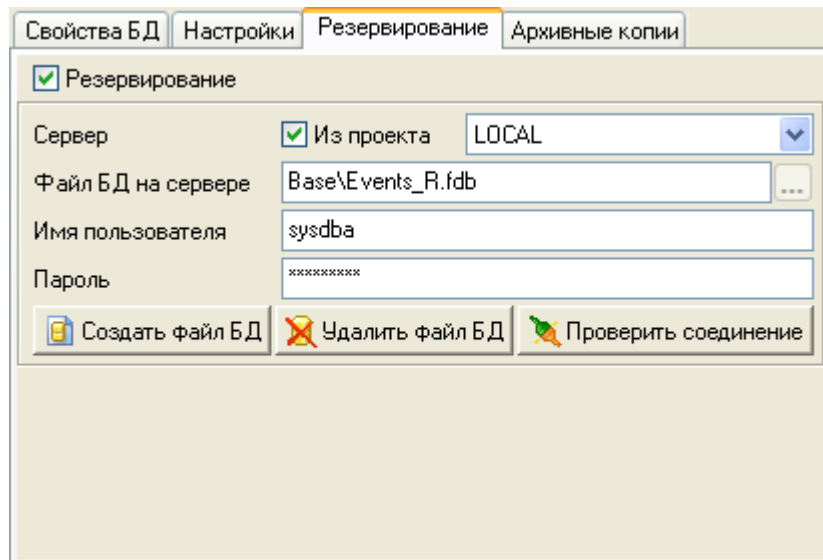 Свойства БД Настройки Резервирование Архивные копии
Резервирование
Сервер Из проекта LOCAL
Файл БД на сервере Base\Events_R.fdb ...
Имя пользователя sysdba
Пароль *********
Создать файл БД Удалить файл БД Проверить соединение